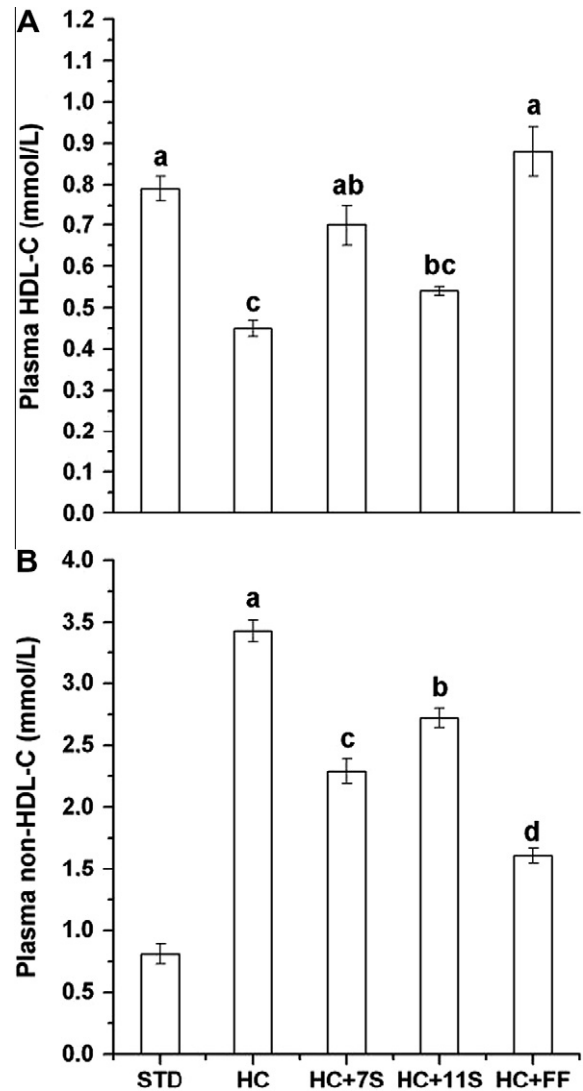 A
Plasma HDL-C (mmol/L)
1.2
1.1
1.0
0.9
0.8
0.7
0.6
0.5
0.4
0.3
0.2
0.1
0.0
a
c
ab
bc
a
B
Plasma non-HDL-C (mmol/L)
4.0
3.5
3.0
2.5
2.0
1.5
1.0
0.5
0.0
a
c
b
d
STD HC HC+7S HC+11S HC+FF